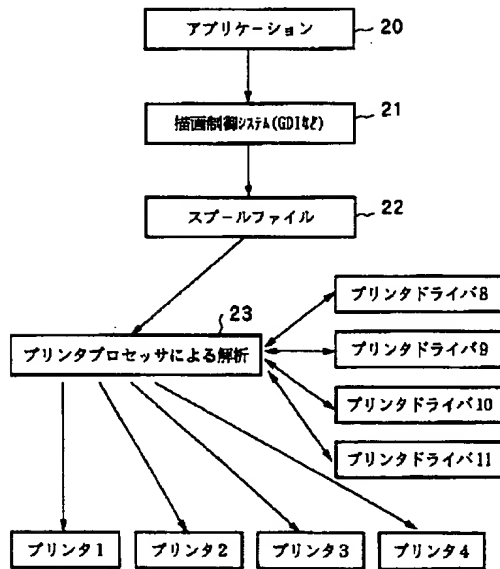 アプリケーション
20
描画制御システム(GDIなど)
21
スプールファイル
22
23
プリンタプロセッサによる解析
プリンタドライバ8
プリンタドライバ9
プリンタドライバ10
プリンタドライバ11
プリンタ1
プリンタ2
プリンタ3
プリンタ4